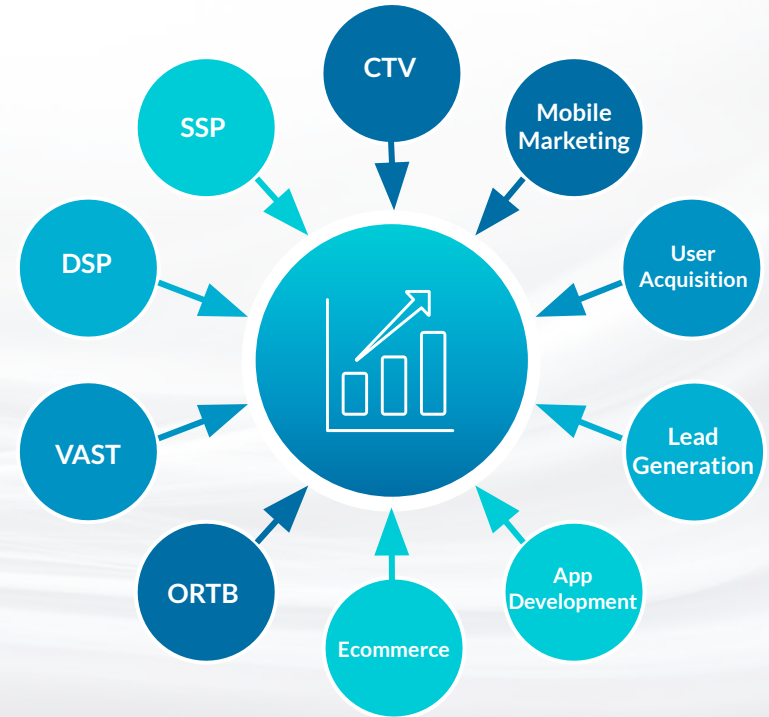 CTV
Mobile
Marketing
User
Acquisition
Lead
Generation
App
Development
Ecommerce
ORTB
VAST
DSP
SSP